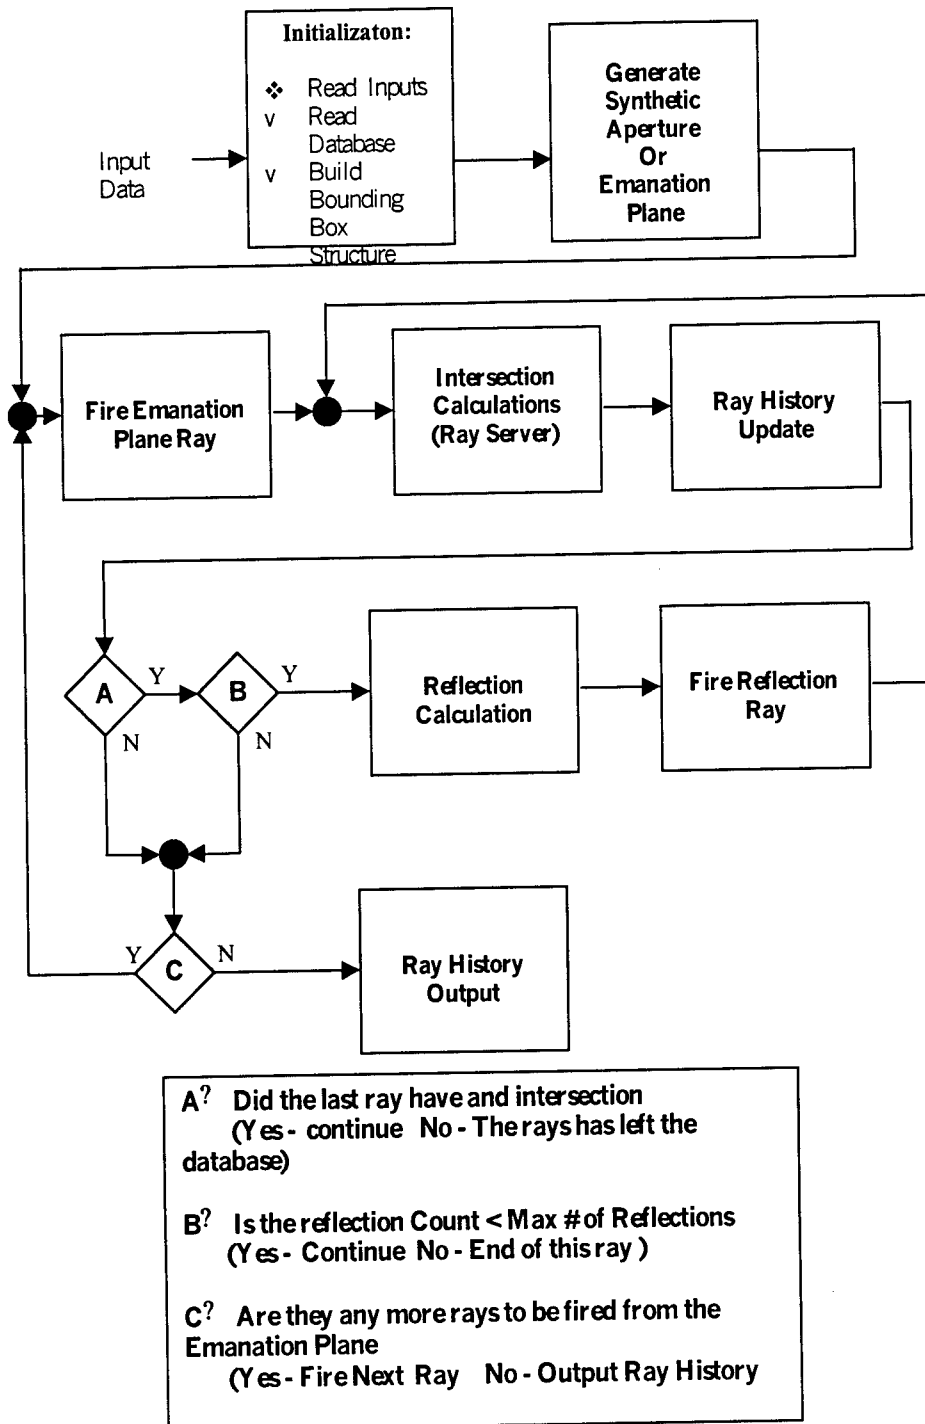 Initializaton:
❖ Read Inputs
v Read
Database
v Build
Bounding
Box
Structure
Input
Data
Generate
Synthetic
Aperture
Or
Emanation
Plane
Fire Emanation
Plane Ray
Intersection
Calculations
(Ray Server)
Ray History
Update
A
Y
N
B
Y
N
Reflection
Calculation
Fire Reflection
Ray
Y
C
N
Ray History
Output
A? Did the last ray have and intersection
(Yes - continue No - The rays has left the
database)
B? Is the reflection Count < Max # of Reflections
(Yes - Continue No - End of this ray )
C? Are they any more rays to be fired from the
Emanation Plane
(Yes - Fire Next Ray No - Output Ray History